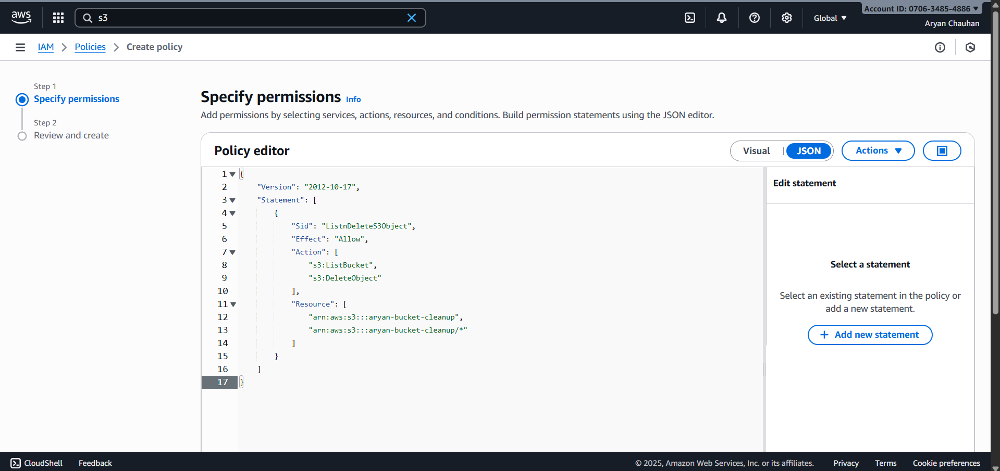 aws
s3
Global
Account ID: 0706-3485-4886
Aryan Chauhan
IAM
Policies
Create policy
Step 1
Specify permissions
Step 2
Review and create
Specify permissions Info
Add permissions by selecting services, actions, resources, and conditions. Build permission statements using the JSON editor.
Policy editor
Visual
JSON
Actions
1 {
2 "Version": "2012-10-17",
3 "Statement": [
4 {
5 "Sid": "ListnDeleteS3Object",
6 "Effect": "Allow",
7 "Action": [
8 "s3:ListBucket",
9 "s3:DeleteObject"
10 ],
11 "Resource": [
12 "arn:aws:s3:::aryan-bucket-cleanup",
13 "arn:aws:s3:::aryan-bucket-cleanup/*"
14 ]
15 }
16 ]
17 }
Edit statement
Select a statement
Select an existing statement in the policy or
add a new statement.
+ Add new statement
CloudShell
Feedback
© 2025, Amazon Web Services, Inc. or its affiliates.
Privacy
Terms
Cookie preferences